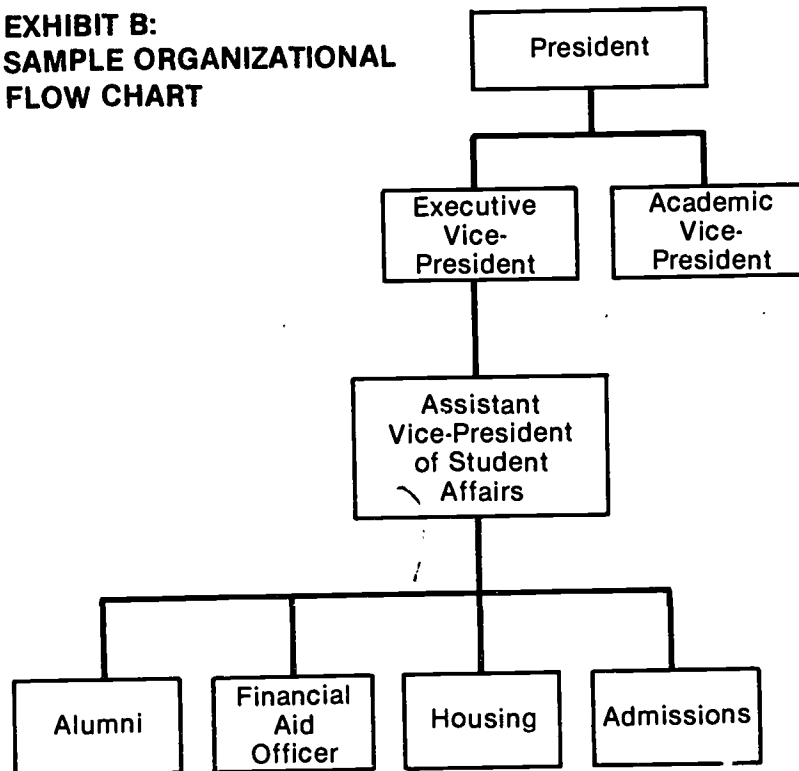 EXHIBIT B:
SAMPLE ORGANIZATIONAL
FLOW CHART
President
Executive
Vice-
President
Academic
Vice-
President
Assistant
Vice-President
of Student
Affairs
Alumni
Financial
Aid
Officer
Housing
Admissions